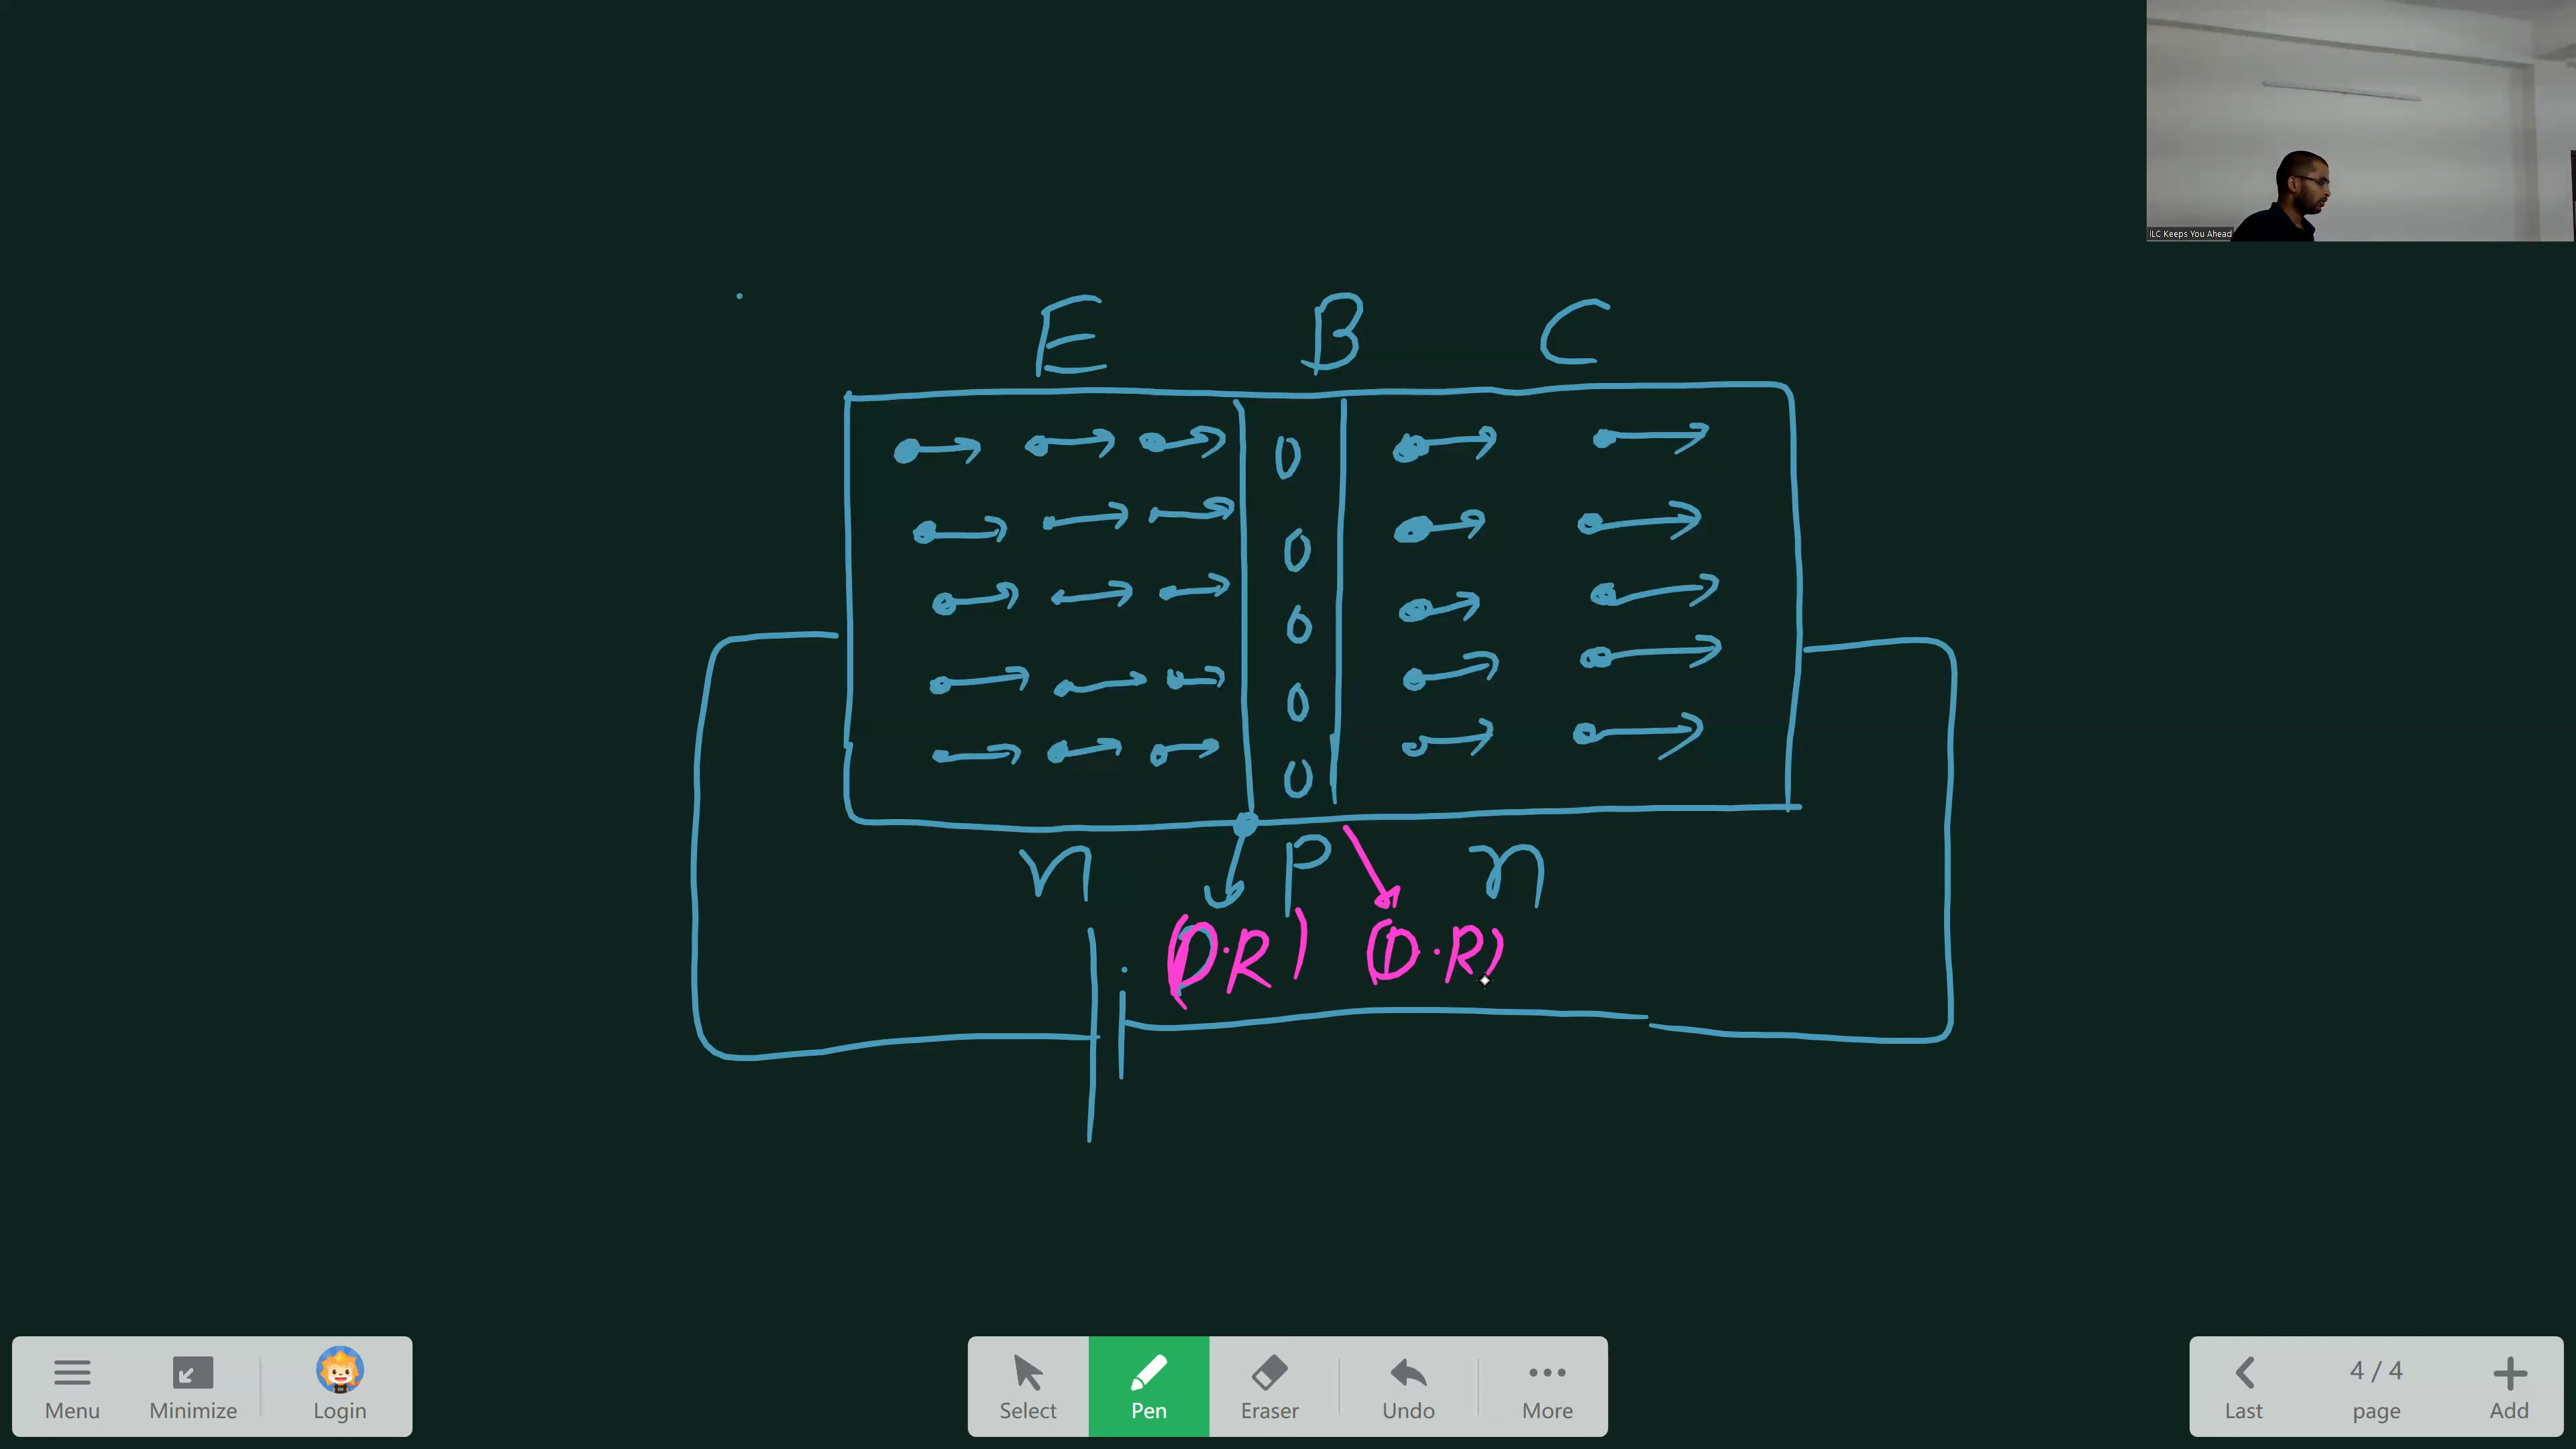 ILC Keeps You Ahead
E B C
0
0
0
0
0
n P n
(D.R) (D.R)
Menu Minimize Login Select Pen Eraser Undo More Last 4 / 4 page Add